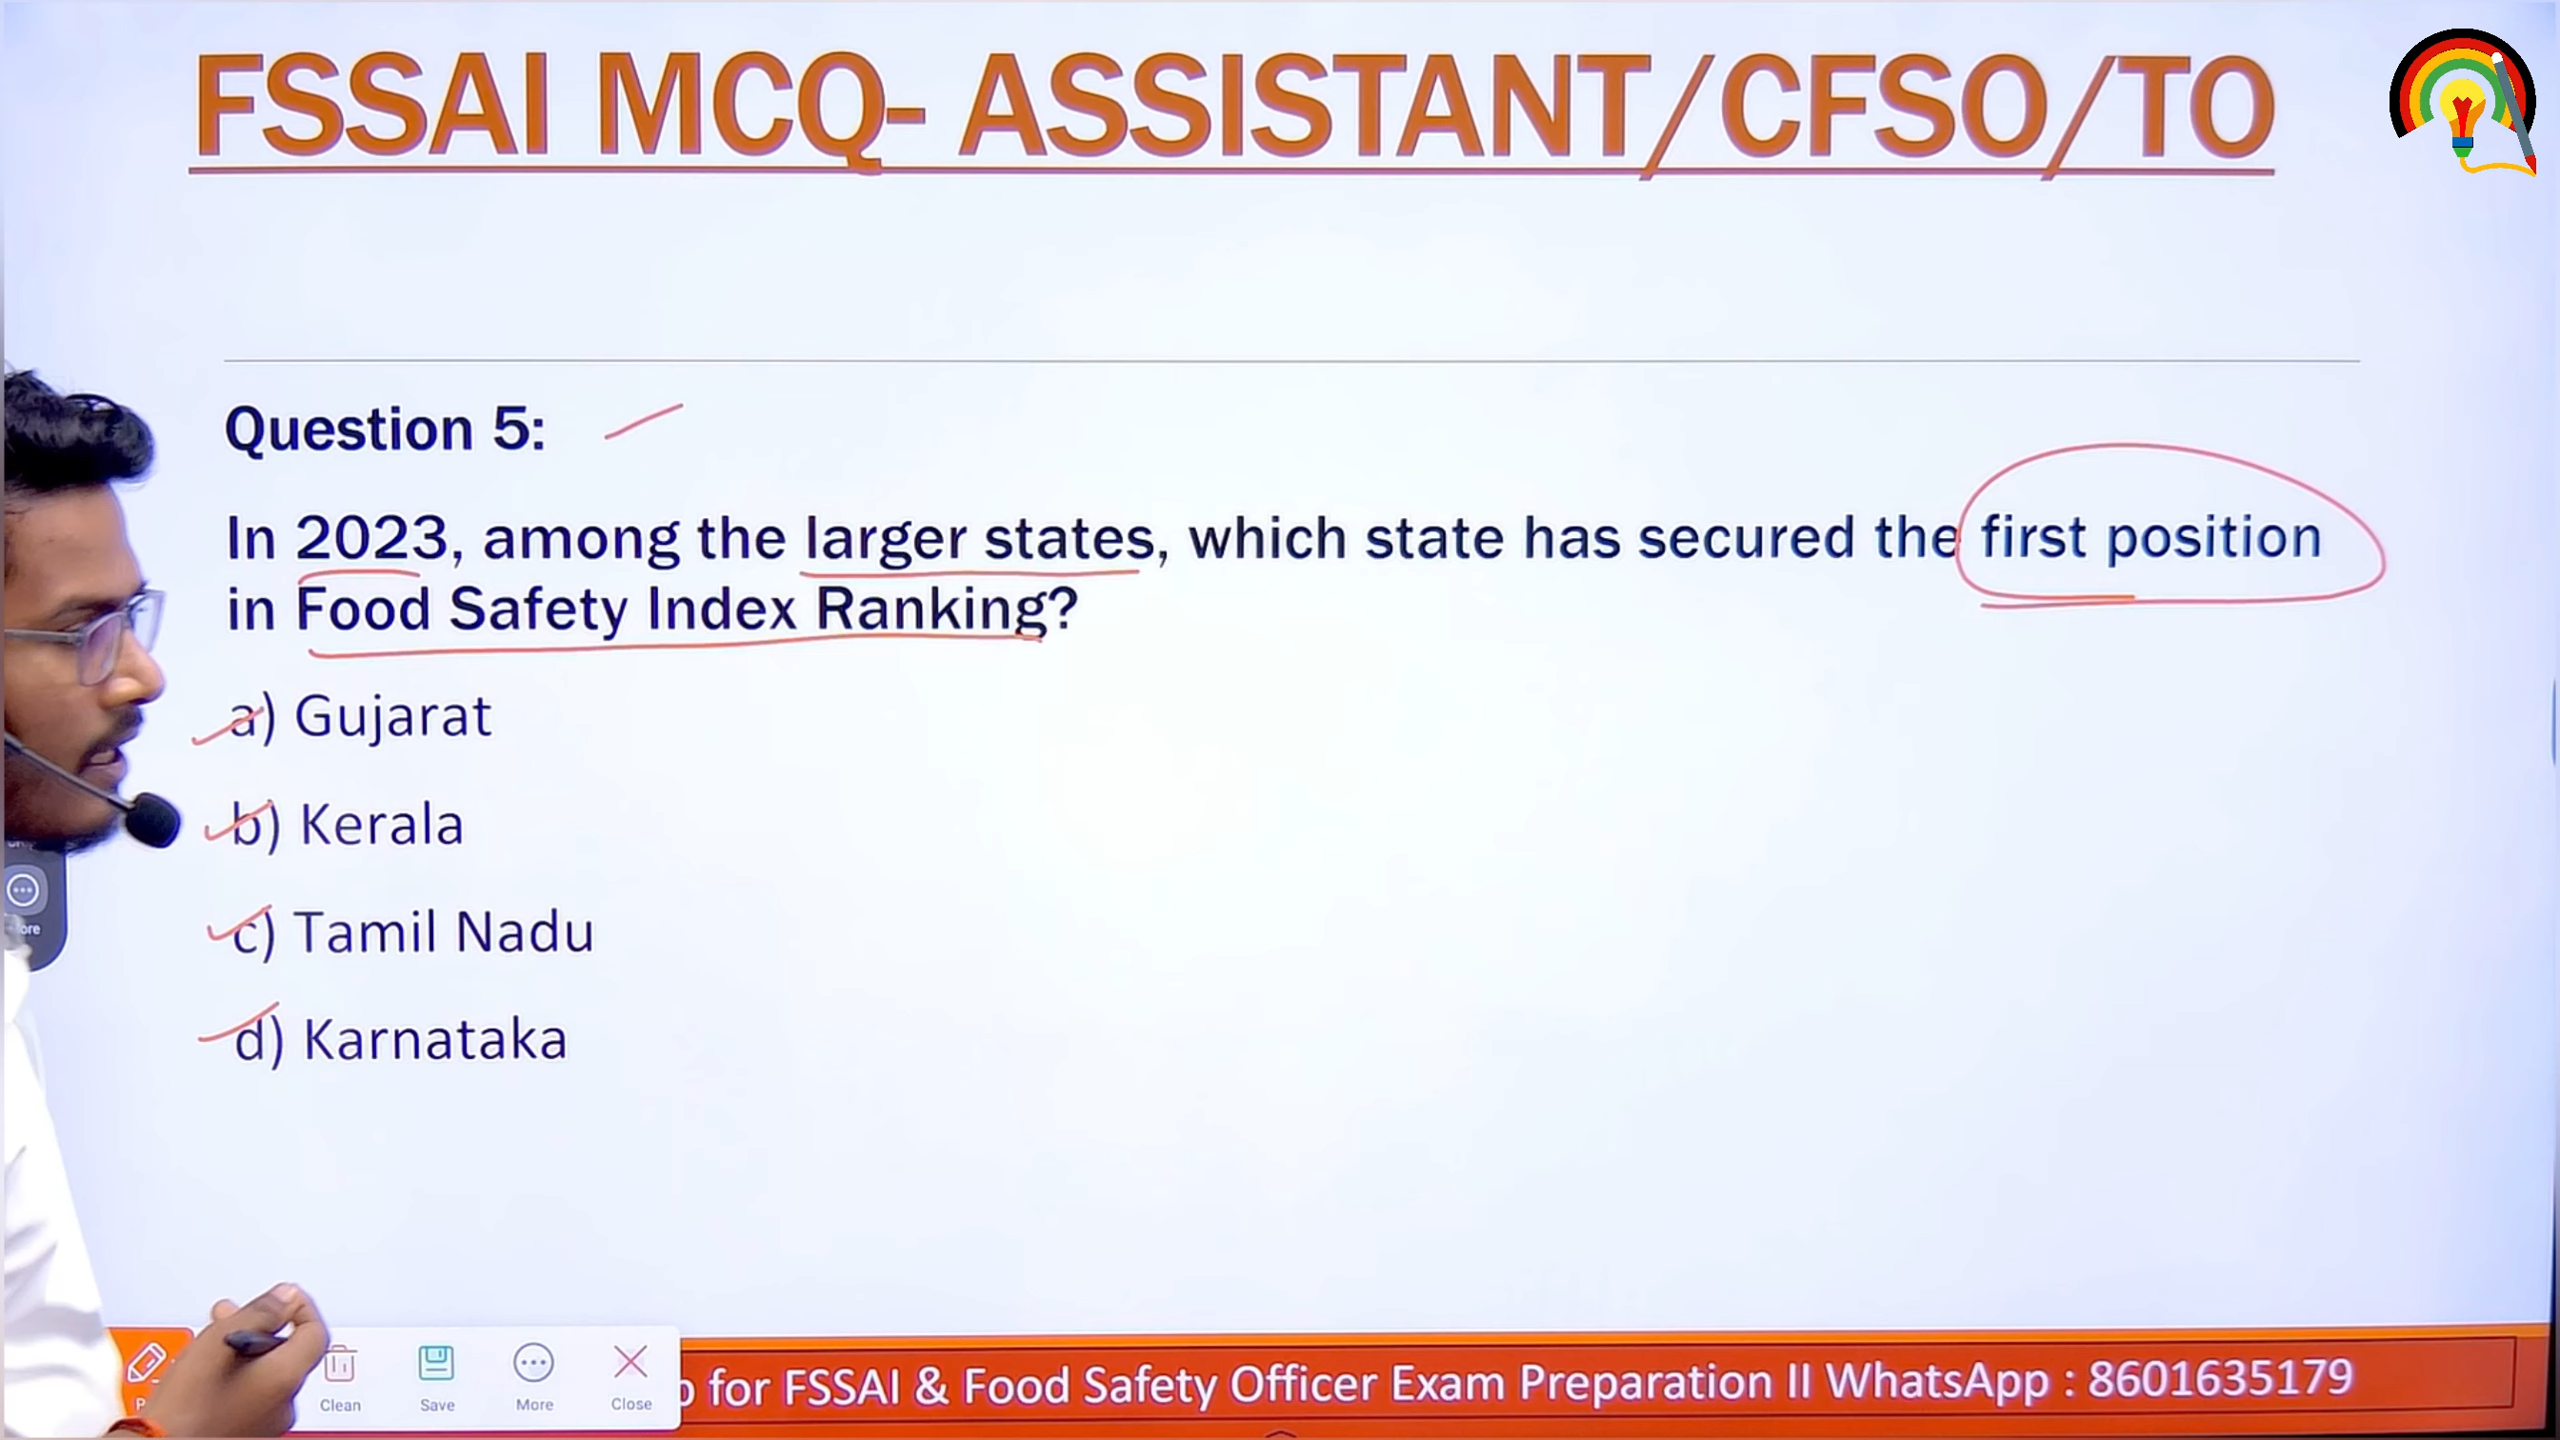 FSSAI MCQ- ASSISTANT/CFSO/TO
Question 5:
In 2023, among the larger states, which state has secured the first position
in Food Safety Index Ranking?
a) Gujarat
b) Kerala
c) Tamil Nadu
d) Karnataka
Clean
Save
More
Close
for FSSAI & Food Safety Officer Exam Preparation II WhatsApp : 8601635179